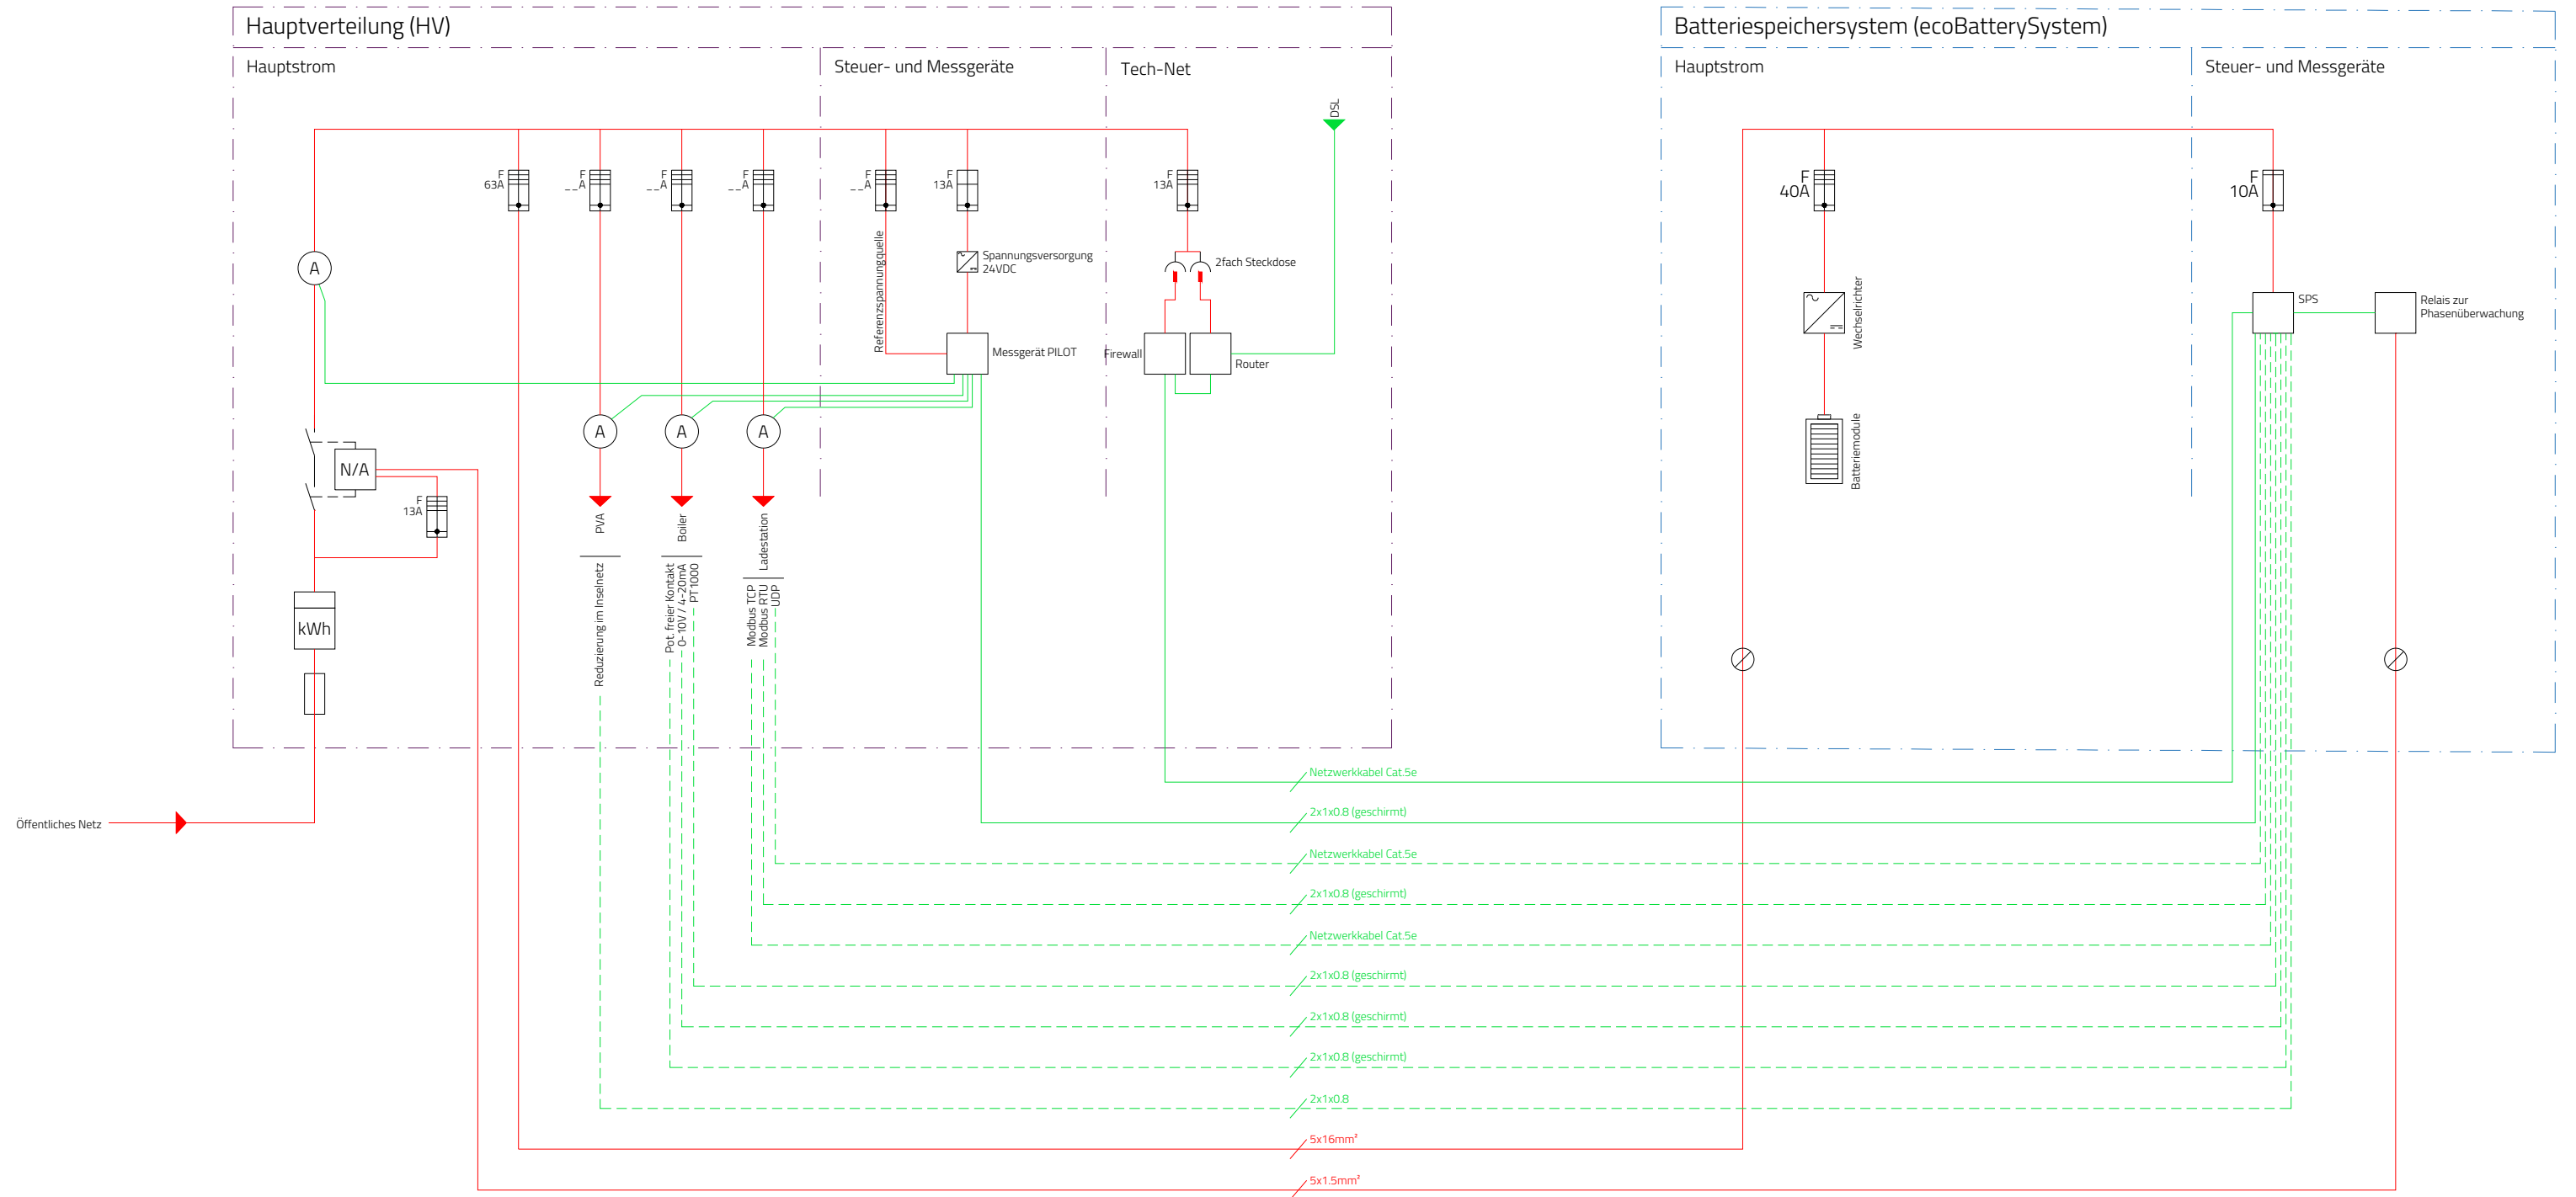 Hauptverteilung (HV)
Hauptstrom
Steuer- und Messgeräte
Tech-Net
DSL
F
63A
F
__A
F
__A
F
__A
F
__A
F
13A
F
13A
A
Referenzspannungquelle
Spannungsversorgung
24VDC
2fach Steckdose
Messgerät PILOT
Firewall
Router
A
A
A
N/A
F
13A
PVA
Boiler
Ladestation
Reduzierung im Inselnetz
Pot. freier Kontakt
0-10V / 4-20mA
PT1000
Modbus TCP
Modbus RTU
UDP
kWh
Öffentliches Netz
Batteriespeichersystem (ecoBatterySystem)
Hauptstrom
Steuer- und Messgeräte
F
40A
F
10A
Wechselrichter
Batteriemodule
SPS
Relais zur
Phasenüberwachung
Netzwerkkabel Cat.5e
2x1x0.8 (geschirmt)
Netzwerkkabel Cat.5e
2x1x0.8 (geschirmt)
Netzwerkkabel Cat.5e
2x1x0.8 (geschirmt)
2x1x0.8 (geschirmt)
2x1x0.8 (geschirmt)
2x1x0.8
5x16mm²
5x1.5mm²